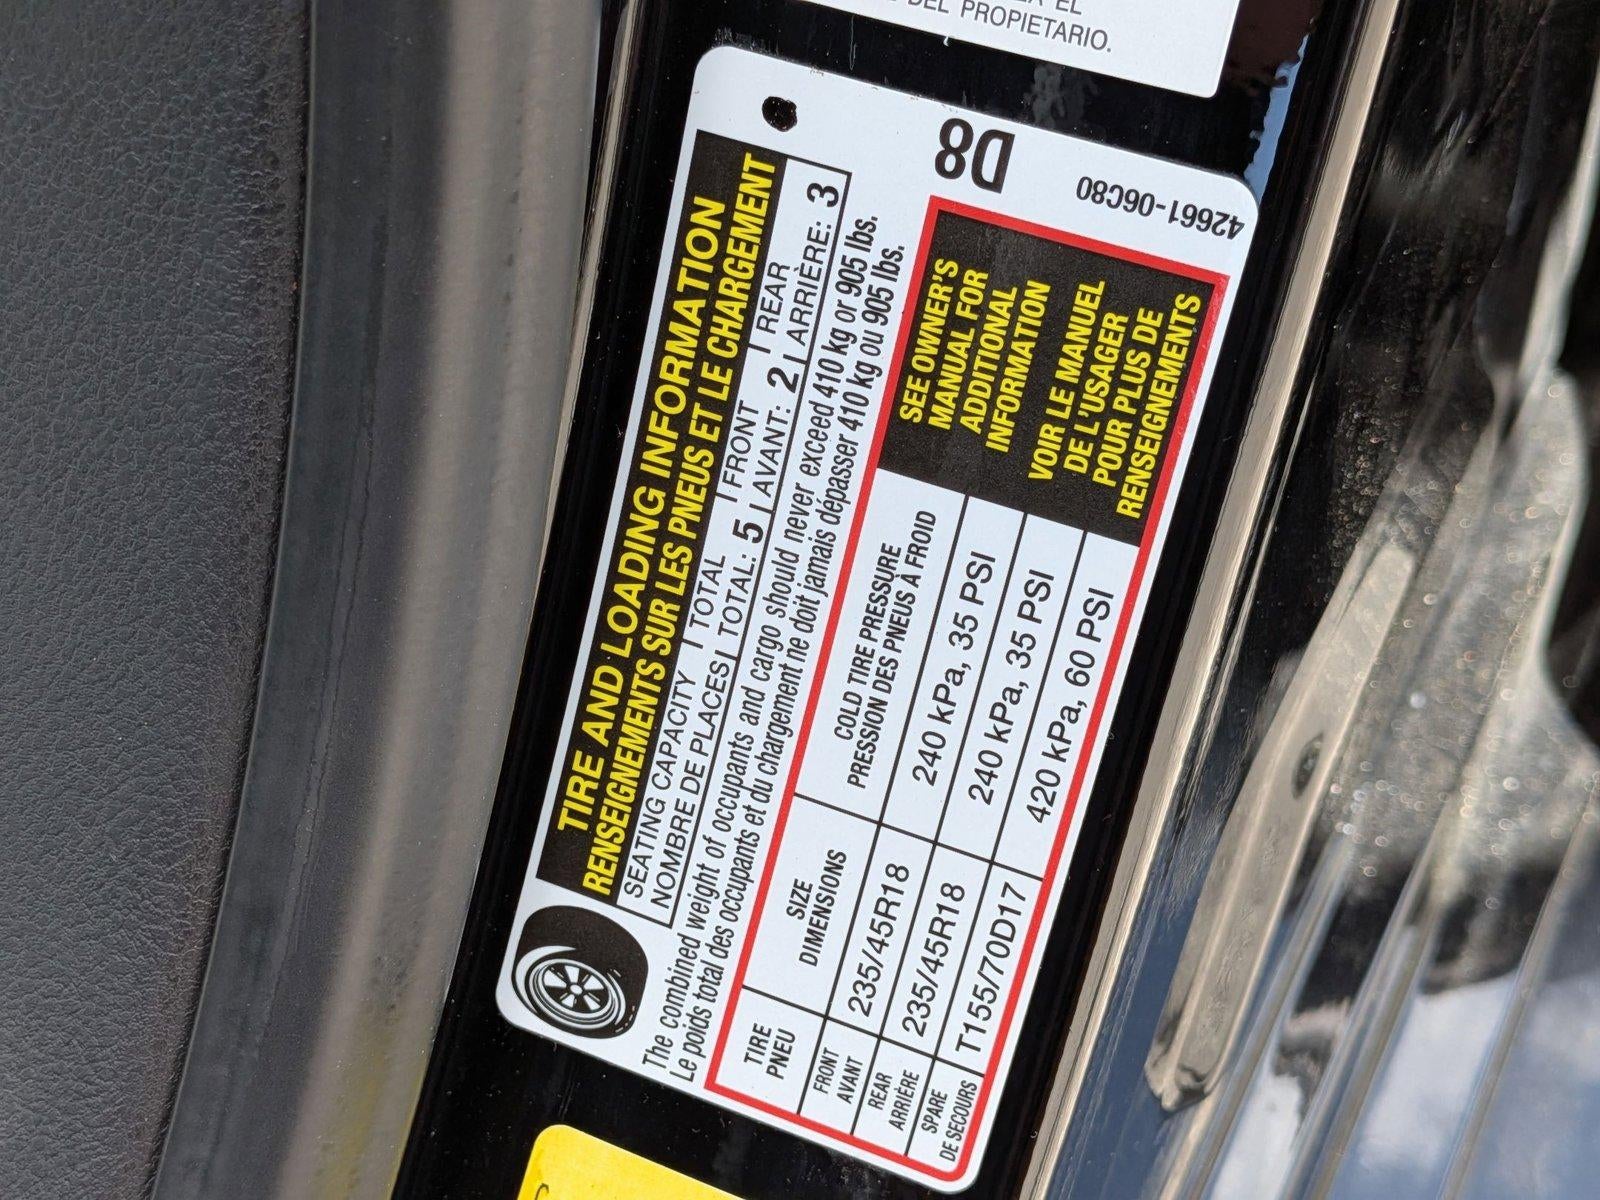 EL
DEL PROPIETARIO.
D8
42661-06C80
TIRE AND LOADING INFORMATION
RENSEIGNEMENTS SUR LES PNEUS ET LE CHARGEMENT
SEATING CAPACITY | TOTAL | FRONT | REAR
NOMBRE DE PLACES | TOTAL: 5 | AVANT: 2 | ARRIÈRE: 3
The combined weight of occupants and cargo should never exceed 410 kg or 905 lbs.
Le poids total des occupants et du chargement ne doit jamais dépasser 410 kg ou 905 lbs.
TIRE SIZE COLD TIRE PRESSURE
PNEU DIMENSIONS PRESSION DES PNEUS À FROID
FRONT
AVANT 235/45R18 240 kPa, 35 PSI
REAR
ARRIÈRE 235/45R18 240 kPa, 35 PSI
SPARE
DE SECOURS T155/70D17 420 kPa, 60 PSI
SEE OWNER'S
MANUAL FOR
ADDITIONAL
INFORMATION
VOIR LE MANUEL
DE L'USAGER
POUR PLUS DE
RENSEIGNEMENTS